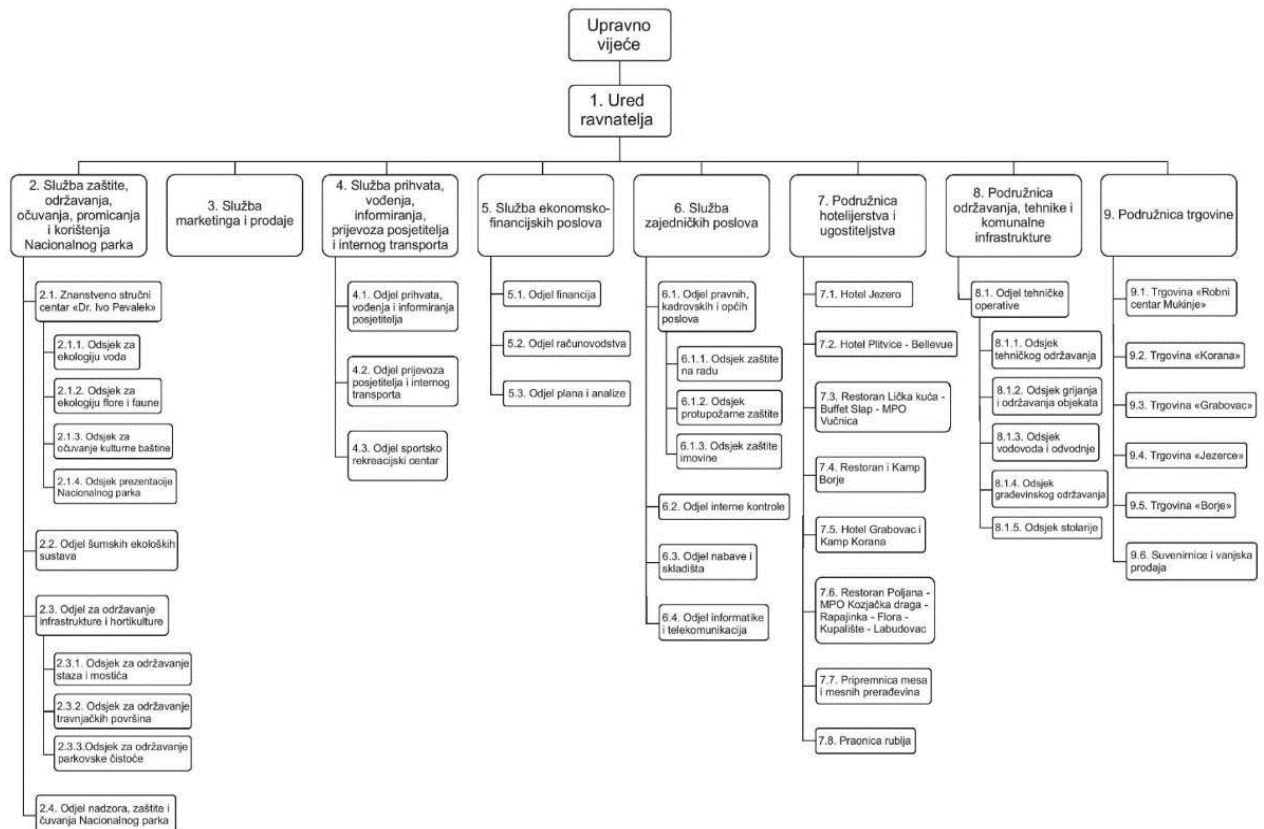 Upravno
vijeće
1. Ured
ravnatelja
2. Služba zaštite,
održavanja,
očuvanja, promicanja
i korištenja
Nacionalnog parka
3. Služba
marketinga i prodaje
4. Služba prihvata,
vođenja,
informiranja,
prijevoza posjetitelja
i internog transporta
5. Služba ekonomsko-
financijskih poslova
6. Služba
zajedničkih poslova
7. Podružnica
hotelijerstva i
ugostiteljstva
8. Podružnica
održavanja, tehnike i
komunalne
infrastrukture
9. Podružnica trgovine
2.1. Znanstveno stručni
centar «Dr. Ivo Pevalek»
2.1.1. Odsjek za
ekologiju voda
2.1.2. Odsjek za
ekologiju flore i faune
2.1.3. Odsjek za
očuvanje kulturne baštine
2.1.4. Odsjek prezentacije
Nacionalnog parka
2.2. Odjel šumskih ekoloških
sustava
2.3. Odjel za održavanje
infrastrukture i hortikulture
2.3.1. Odsjek za održavanje
staza i mostića
2.3.2. Odsjek za održavanje
travnjačkih površina
2.3.3.Odsjek za održavanje
parkovske čistoće
2.4. Odjel nadzora, zaštite i
čuvanja Nacionalnog parka
4.1. Odjel prihvata,
vođenja i informiranja
posjetitelja
4.2. Odjel prijevoza
posjetitelja i internog
transporta
4.3. Odjel sportsko
rekreacijski centar
5.1. Odjel financija
5.2. Odjel računovodstva
5.3. Odjel plana i analize
6.1. Odjel pravnih,
kadrovskih i općih
poslova
6.1.1. Odsjek zaštite
na radu
6.1.2. Odsjek
protupožarne zaštite
6.1.3. Odsjek zaštite
imovine
6.2. Odjel interne kontrole
6.3. Odjel nabave i
skladišta
6.4. Odjel informatike
i telekomunikacija
7.1. Hotel Jezero
7.2. Hotel Plitvice - Bellevue
7.3. Restoran Lička kuća -
Buffet Slap - MPO
Vučnica
7.4. Restoran i Kamp
Borje
7.5. Hotel Grabovac i
Kamp Korana
7.6. Restoran Poljana -
MPO Kozjačka draga -
Rapajinka - Flora -
Kupalište - Labudovac
7.7. Pripremnica mesa
i mesnih prerađevina
7.8. Praonica rublja
8.1. Odjel tehničke
operative
8.1.1. Odsjek
tehničkog održavanja
8.1.2. Odsjek grijanja
i održavanja objekata
8.1.3. Odsjek
vodovoda i odvodnje
8.1.4. Odsjek
građevinskog održavanja
8.1.5. Odsjek stolarije
9.1. Trgovina «Robni
centar Mukinje»
9.2. Trgovina «Korana»
9.3. Trgovina «Grabovac»
9.4. Trgovina «Jezerce»
9.5. Trgovina «Borje»
9.6. Suvenirnice i vanjska
prodaja